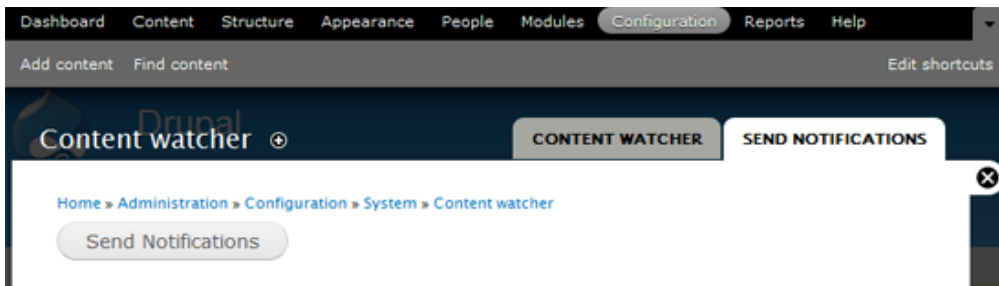 Dashboard Content Structure Appearance People Modules Configuration Reports Help
Add content Find content Edit shortcuts
Drupal
Content watcher CONTENT WATCHER SEND NOTIFICATIONS
Home » Administration » Configuration » System » Content watcher
Send Notifications